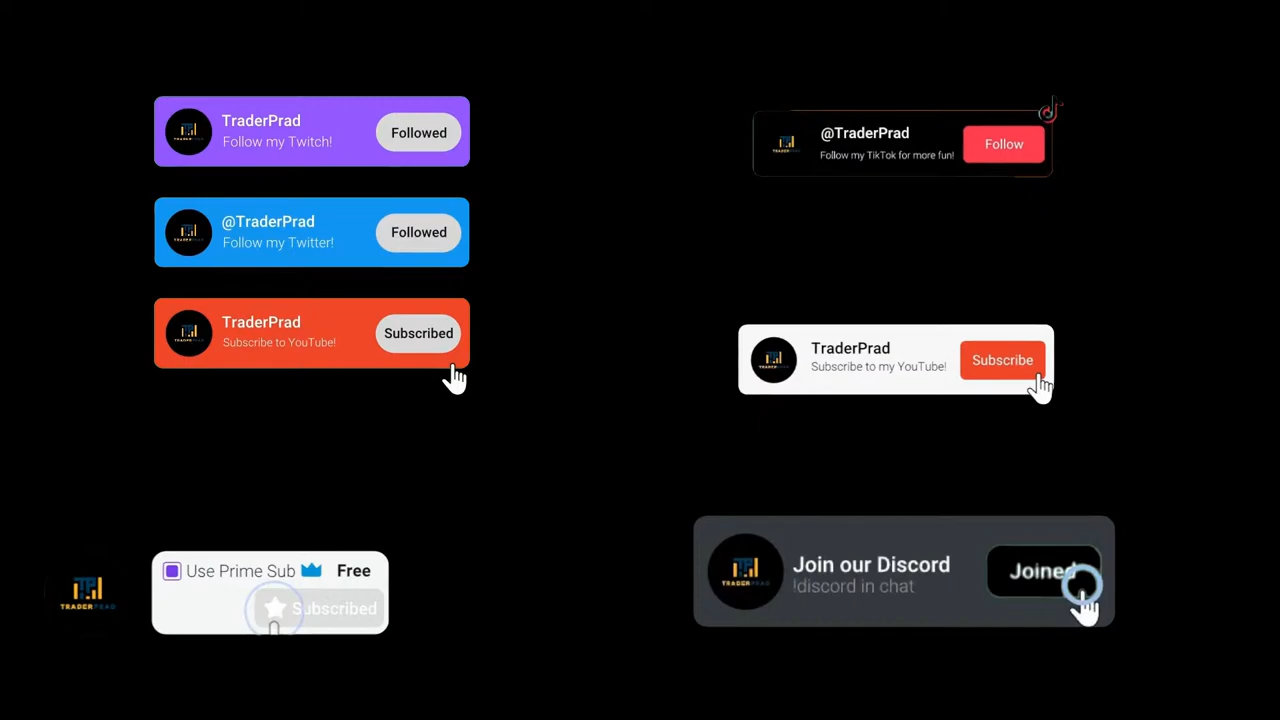 TraderPrad
Follow my Twitch!
Followed
@TraderPrad
Follow my Twitter!
Followed
TraderPrad
Subscribe to YouTube!
Subscribed
@TraderPrad
Follow my TikTok for more fun!
Follow
TraderPrad
Subscribe to my YouTube!
Subscribe
TRADERPRAD
Use Prime Sub Free
Subscribed
Join our Discord
!discord in chat
Joined